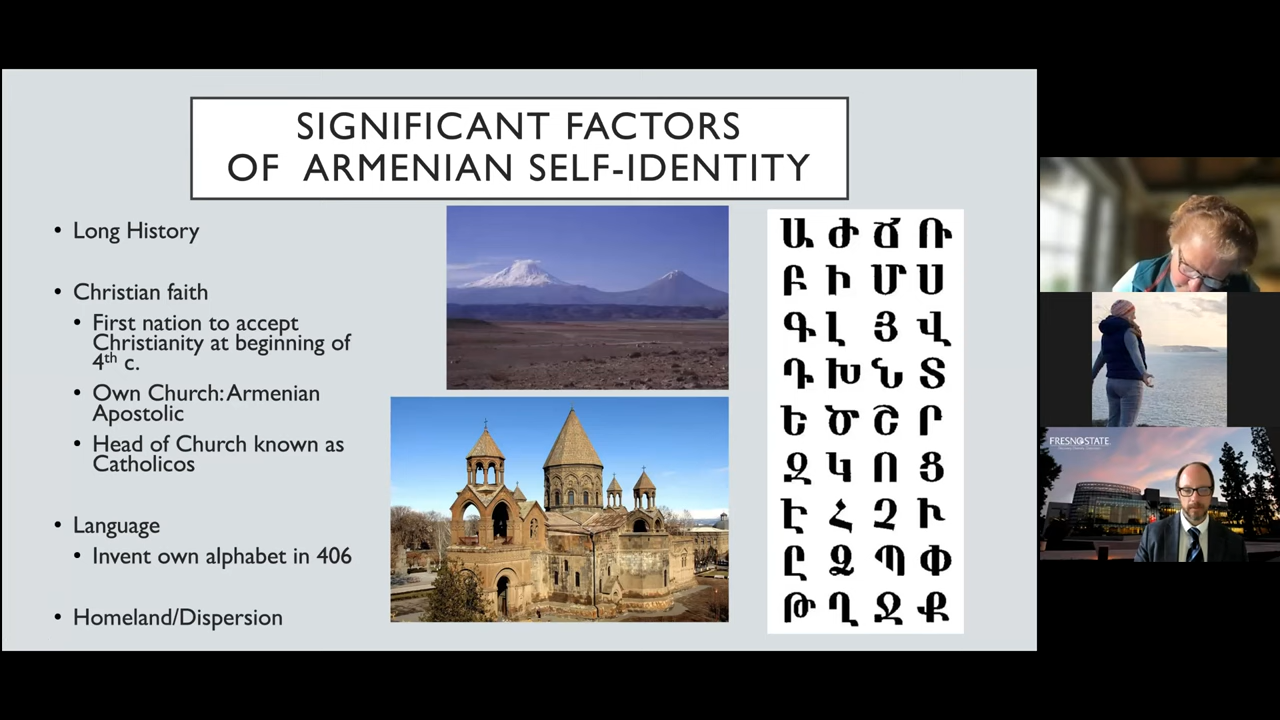 SIGNIFICANT FACTORS
OF ARMENIAN SELF-IDENTITY
• Long History
• Christian faith
• First nation to accept
Christianity at beginning of
4th c.
• Own Church: Armenian
Apostolic
• Head of Church known as
Catholicos
• Language
• Invent own alphabet in 406
• Homeland/Dispersion
Ա Ժ Ճ Ռ
Բ Ի Մ Ս
Գ Լ Յ Վ
Դ Խ Ն Տ
Ե Ծ Շ Ր
Զ Կ Ո Ց
Է Հ Չ Ւ
Ը Ձ Պ Փ
Թ Ղ Ջ Ք
FRESNO STATE